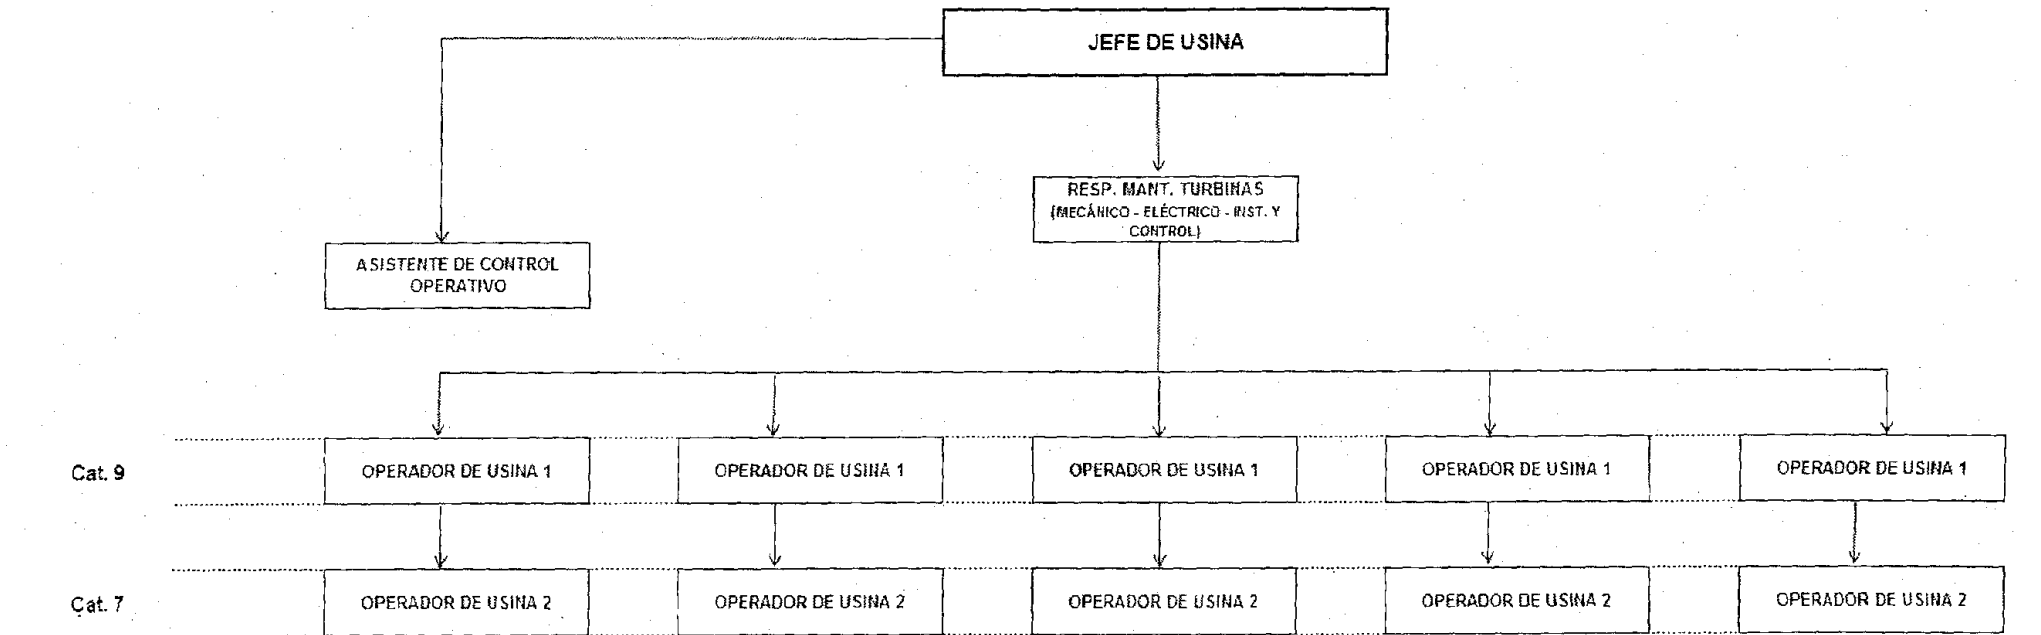 JEFE DE USINA
RESP. MANT. TURBINAS
(MECÁNICO - ELÉCTRICO - INST. Y
CONTROL)
ASISTENTE DE CONTROL
OPERATIVO
Cat. 9
OPERADOR DE USINA 1
OPERADOR DE USINA 1
OPERADOR DE USINA 1
OPERADOR DE USINA 1
OPERADOR DE USINA 1
Cat. 7
OPERADOR DE USINA 2
OPERADOR DE USINA 2
OPERADOR DE USINA 2
OPERADOR DE USINA 2
OPERADOR DE USINA 2